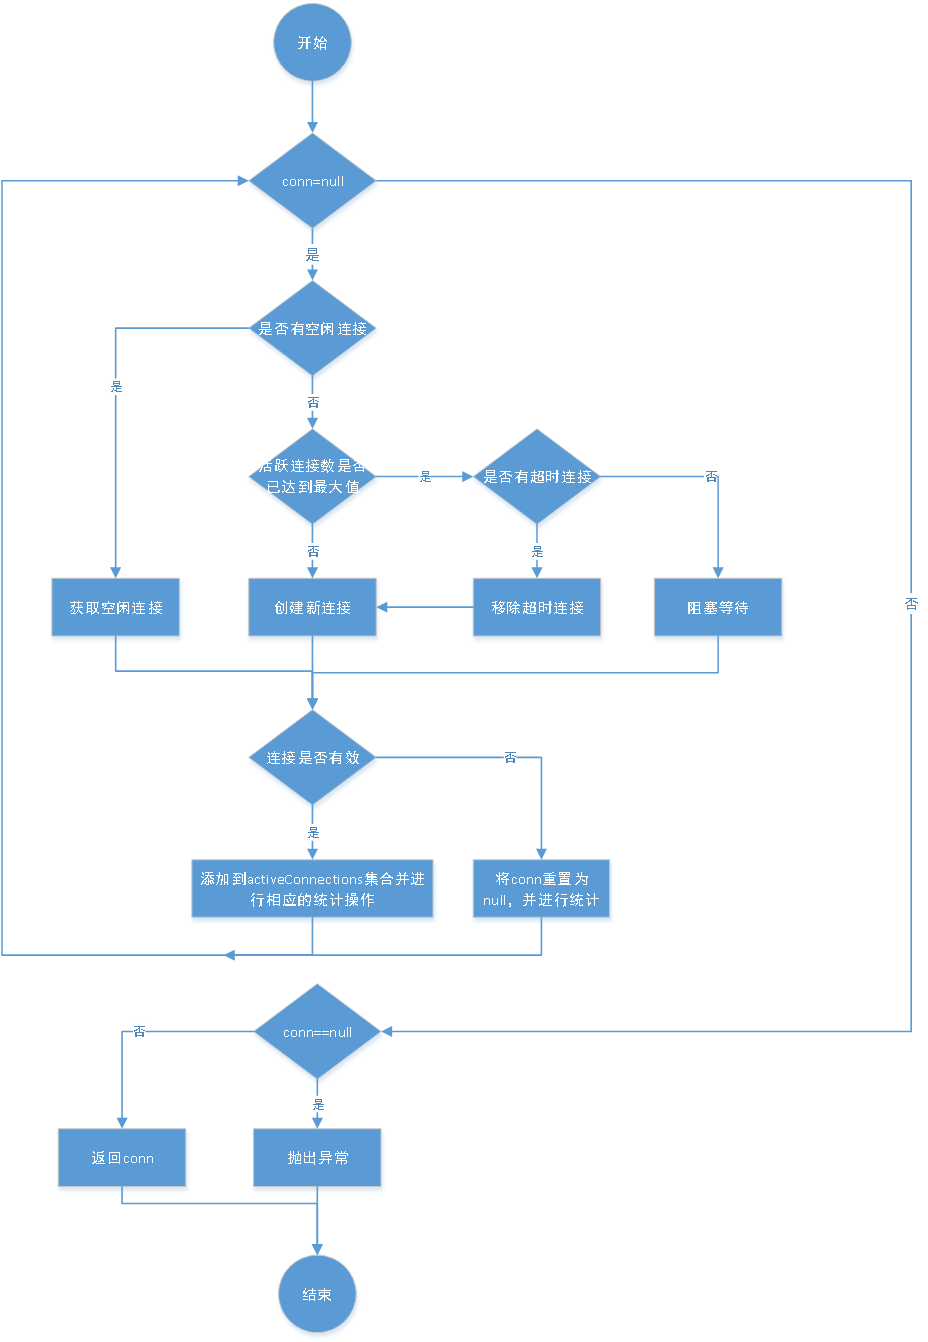 开始
conn=null
是
是否有空闲连接
是
否
活跃连接数是否
已达到最大值
是
是否有超时连接
否
否
是
获取空闲连接
创建新连接
移除超时连接
阻塞等待
否
连接是否有效
否
是
添加到activeConnections集合并进
行相应的统计操作
将conn重置为
null，并进行统计
conn==null
否
是
返回conn
抛出异常
结束